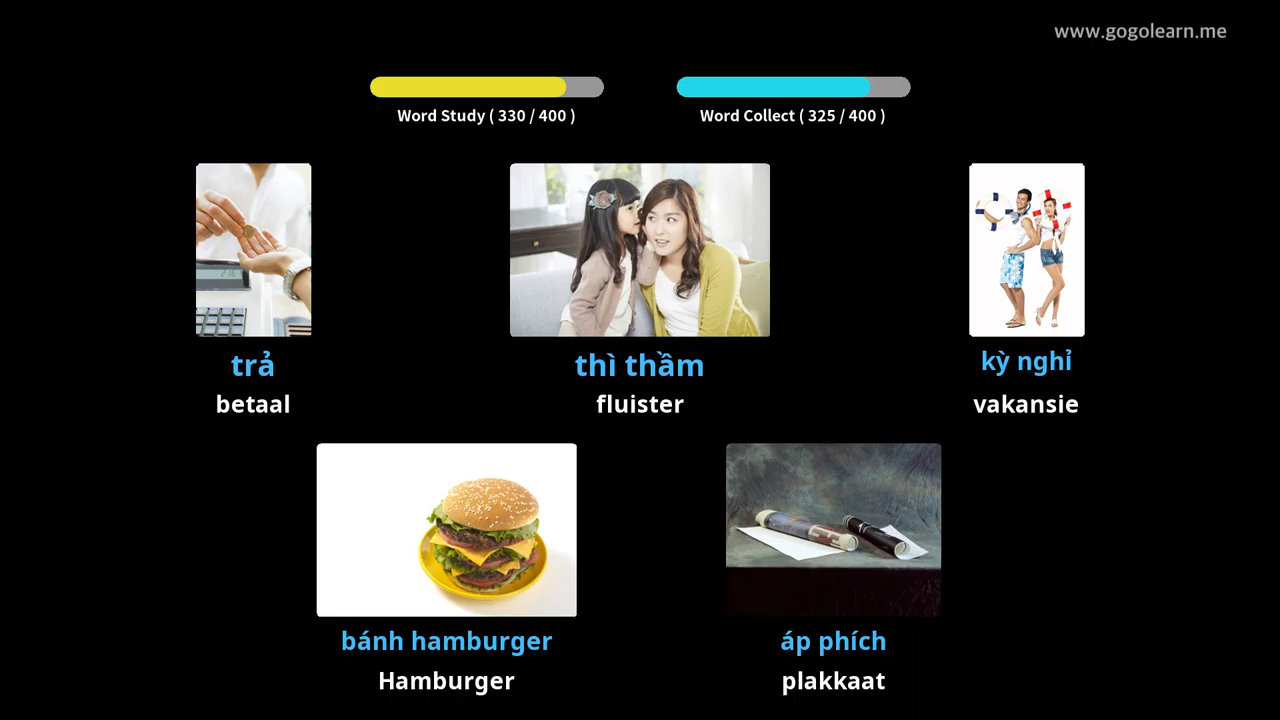 www.gogolearn.me
Word Study ( 330 / 400 )
Word Collect ( 325 / 400 )
trả
betaal
thì thầm
fluister
kỳ nghỉ
vakansie
bánh hamburger
Hamburger
áp phích
plakkaat